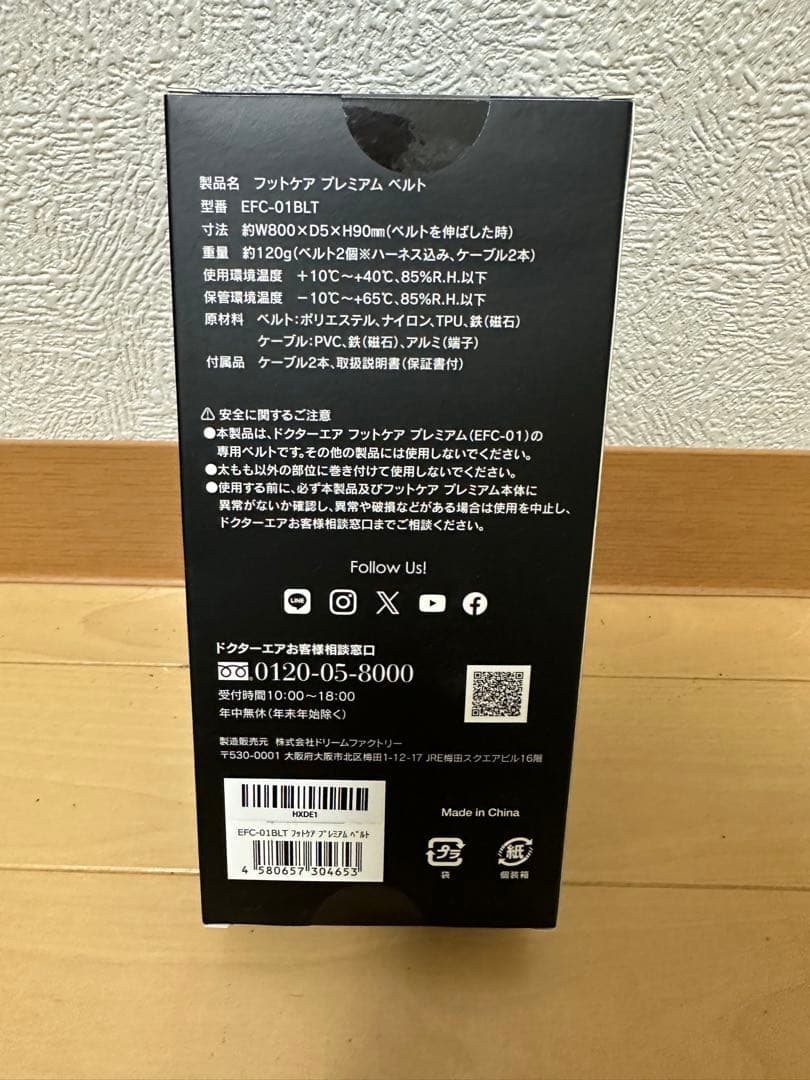 製品名 フットケア プレミアム ベルト
型番 EFC-01BLT
寸法 約W800×D5×H90㎜(ベルトを伸ばした時)
重量 約120g(ベルト2個※ハーネス込み、ケーブル2本)
使用環境温度 +10℃～+40℃、85%R.H.以下
保管環境温度 −10℃～+65℃、85%R.H.以下
原材料 ベルト：ポリエステル、ナイロン、TPU、鉄(磁石)
ケーブル：PVC、鉄(磁石)、アルミ(端子)
付属品 ケーブル2本、取扱説明書(保証書付)
⚠ 安全に関するご注意
●本製品は、ドクターエア フットケア プレミアム(EFC-01)の
専用ベルトです。その他の製品には使用しないでください。
●太もも以外の部位に巻き付けて使用しないでください。
●使用する前に、必ず本製品及びフットケア プレミアム本体に
異常がないか確認し、異常や破損などがある場合は使用を中止し、
ドクターエアお客様相談窓口までご相談ください。
Follow Us!
LINE
ドクターエアお客様相談窓口
0120-05-8000
受付時間10:00～18:00
年中無休(年末年始除く)
製造販売元 株式会社ドリームファクトリー
〒530-0001 大阪府大阪市北区梅田1-12-17 JRE梅田スクエアビル16階
HXDE1
EFC-01BLT ﾌｯﾄｹｱ ﾌﾟﾚﾐｱﾑ ﾍﾞﾙﾄ
4 580657 304653
Made in China
プラ
袋
紙
個装箱